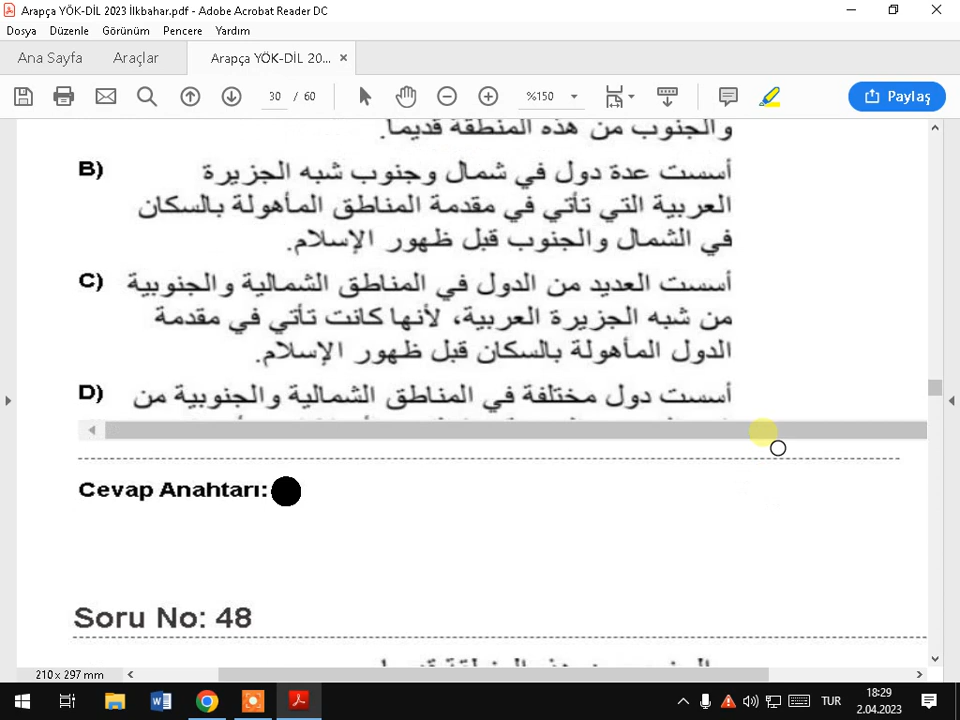 Arapça YÖK-DİL 2023 İlkbahar.pdf - Adobe Acrobat Reader DC
Dosya Düzenle Görünüm Pencere Yardım
Ana Sayfa Araçlar Arapça YÖK-DİL 20...
30 / 60 %150 Paylaş
والجنوب من هذه المنطقة قديما.
B) أسست عدة دول في شمال وجنوب شبه الجزيرة
العربية التي تأتي في مقدمة المناطق المأهولة بالسكان
في الشمال والجنوب قبل ظهور الإسلام.
C) أسست العديد من الدول في المناطق الشمالية والجنوبية
من شبه الجزيرة العربية، لأنها كانت تأتي في مقدمة
الدول المأهولة بالسكان قبل ظهور الإسلام.
D) أسست دول مختلفة في المناطق الشمالية والجنوبية من
Cevap Anahtarı:
Soru No: 48
210 x 297 mm
TUR 18:29
2.04.2023